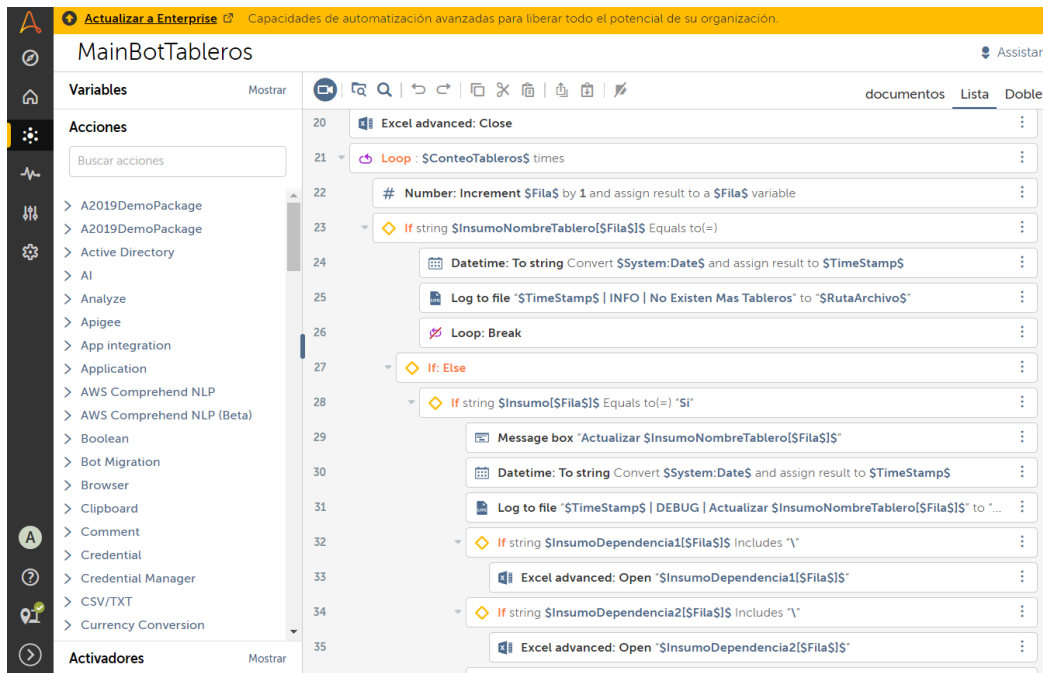 Actualizar a Enterprise Capacidades de automatización avanzadas para liberar todo el potencial de su organización.
MainBotTableros
Assistar
Variables Mostrar
documentos Lista Doble
Acciones
Buscar acciones
A2019DemoPackage
A2019DemoPackage
Active Directory
AI
Analyze
Apigee
App integration
Application
AWS Comprehend NLP
AWS Comprehend NLP (Beta)
Boolean
Bot Migration
Browser
Clipboard
Comment
Credential
Credential Manager
CSV/TXT
Currency Conversion
Activadores Mostrar
A
20 Excel advanced: Close
21 Loop : $ConteoTableros$ times
22 # Number: Increment $Fila$ by 1 and assign result to a $Fila$ variable
23 If string $InsumoNombreTablero[$Fila$]$ Equals to(=)
24 Datetime: To string Convert $System:Date$ and assign result to $TimeStamp$
25 Log to file "$TimeStamp$ | INFO | No Existen Mas Tableros" to "$RutaArchivo$"
26 Loop: Break
27 If: Else
28 If string $Insumo[$Fila$]$ Equals to(=) "Si"
29 Message box "Actualizar $InsumoNombreTablero[$Fila$]$"
30 Datetime: To string Convert $System:Date$ and assign result to $TimeStamp$
31 Log to file "$TimeStamp$ | DEBUG | Actualizar $InsumoNombreTablero[$Fila$]$" to "...
32 If string $InsumoDependencia1[$Fila$]$ Includes "\"
33 Excel advanced: Open "$InsumoDependencia1[$Fila$]$"
34 If string $InsumoDependencia2[$Fila$]$ Includes "\"
35 Excel advanced: Open "$InsumoDependencia2[$Fila$]$"